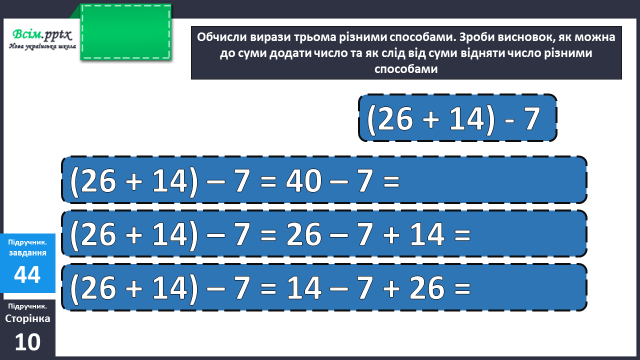 Всім.pptx
Нова українська школа
Обчисли вирази трьома різними способами. Зроби висновок, як можна
до суми додати число та як слід від суми відняти число різними
способами
(26 + 14) - 7
(26 + 14) – 7 = 40 – 7 =
(26 + 14) – 7 = 26 – 7 + 14 =
(26 + 14) – 7 = 14 – 7 + 26 =
Підручник.
завдання
44
Підручник.
Сторінка
10